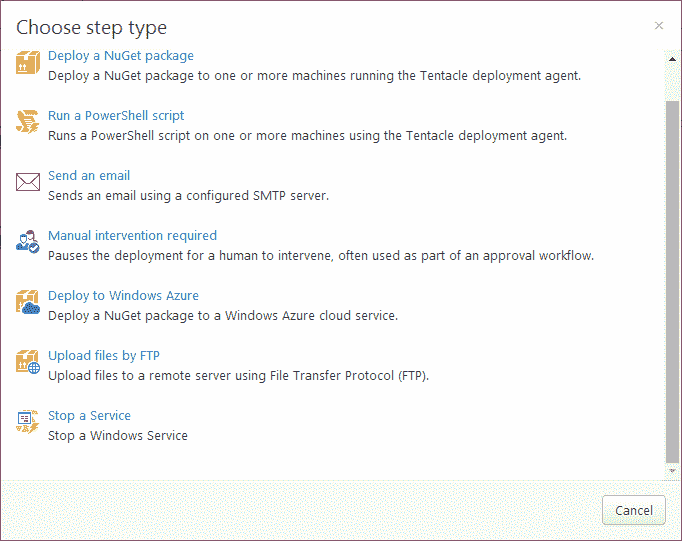 Choose step type
×
Deploy a NuGet package
Deploy a NuGet package to one or more machines running the Tentacle deployment agent.
Run a PowerShell script
Runs a PowerShell script on one or more machines using the Tentacle deployment agent.
Send an email
Sends an email using a configured SMTP server.
Manual intervention required
Pauses the deployment for a human to intervene, often used as part of an approval workflow.
Deploy to Windows Azure
Deploy a NuGet package to a Windows Azure cloud service.
Upload files by FTP
Upload files to a remote server using File Transfer Protocol (FTP).
Stop a Service
Stop a Windows Service
Cancel